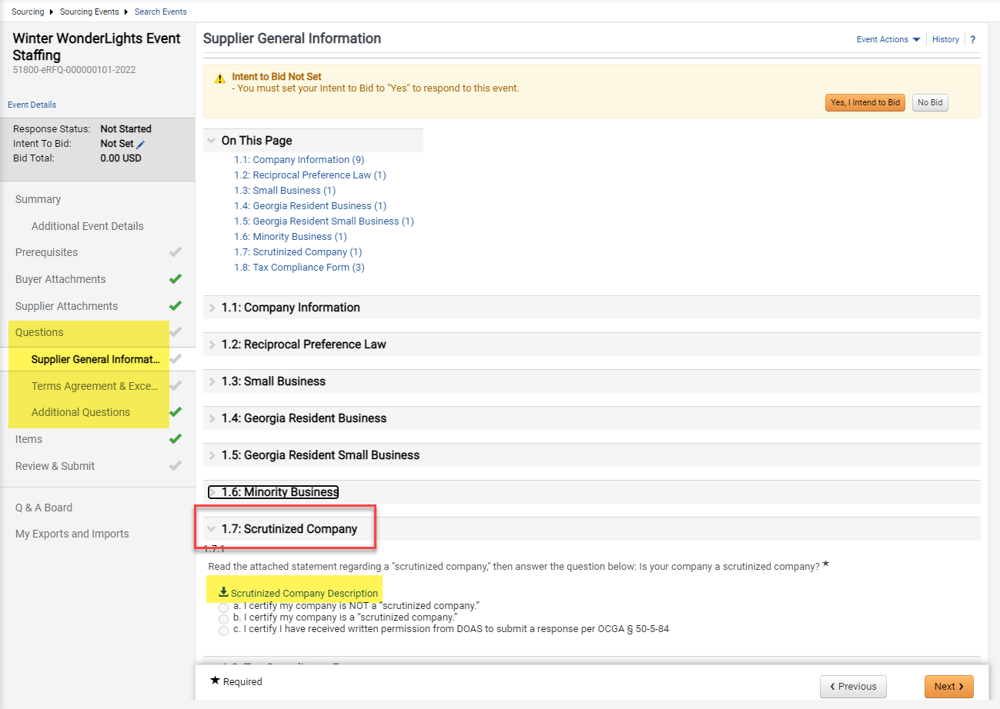 Sourcing Sourcing Events Search Events
Winter WonderLights Event
Staffing
51800-eRFQ-000000101-2022
Event Details
Response Status: Not Started
Intent To Bid: Not Set
Bid Total: 0.00 USD
Summary
Additional Event Details
Prerequisites
Buyer Attachments
Supplier Attachments
Questions
Supplier General Informat...
Terms Agreement & Exce...
Additional Questions
Items
Review & Submit
Q & A Board
My Exports and Imports
Supplier General Information
Event Actions History ?
Intent to Bid Not Set
- You must set your Intent to Bid to "Yes" to respond to this event.
Yes, I Intend to Bid No Bid
On This Page
1.1: Company Information (9)
1.2: Reciprocal Preference Law (1)
1.3: Small Business (1)
1.4: Georgia Resident Business (1)
1.5: Georgia Resident Small Business (1)
1.6: Minority Business (1)
1.7: Scrutinized Company (1)
1.8: Tax Compliance Form (3)
1.1: Company Information
1.2: Reciprocal Preference Law
1.3: Small Business
1.4: Georgia Resident Business
1.5: Georgia Resident Small Business
1.6: Minority Business
1.7: Scrutinized Company
1.7.1
Read the attached statement regarding a "scrutinized company," then answer the question below: Is your company a scrutinized company? ★
Scrutinized Company Description
a. I certify my company is NOT a “scrutinized company.”
b. I certify my company is a “scrutinized company.”
c. I certify I have received written permission from DOAS to submit a response per OCGA § 50-5-84
★ Required
Previous Next